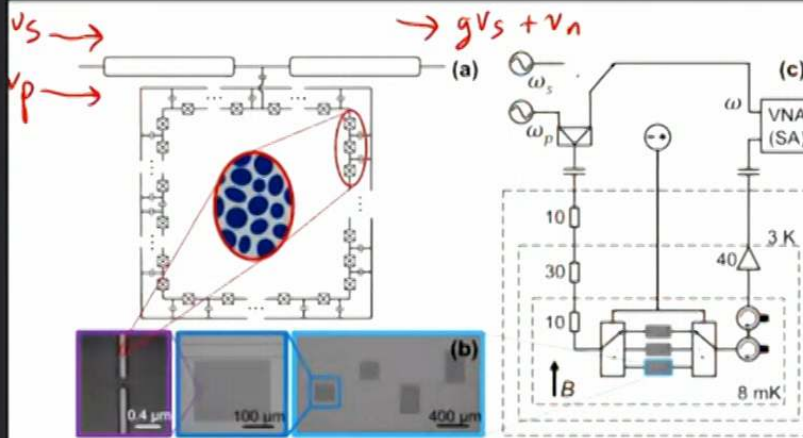 vs → → gvs + vn
(a)
vp →
(c)
ωs
ω
VNA
(SA)
ωp
10
3 K
40
30
10
(b)
B
8 mK
0.4 μm
100 μm
400 μm